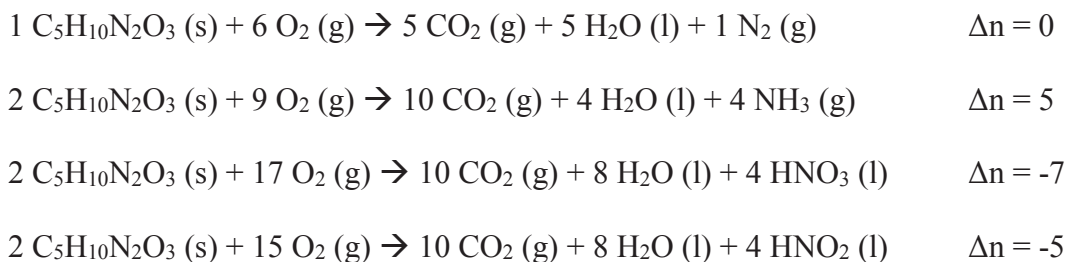 1 C₅H₁₀N₂O₃ (s) + 6 O₂ (g) → 5 CO₂ (g) + 5 H₂O (l) + 1 N₂ (g) Δn = 0
2 C₅H₁₀N₂O₃ (s) + 9 O₂ (g) → 10 CO₂ (g) + 4 H₂O (l) + 4 NH₃ (g) Δn = 5
2 C₅H₁₀N₂O₃ (s) + 17 O₂ (g) → 10 CO₂ (g) + 8 H₂O (l) + 4 HNO₃ (l) Δn = -7
2 C₅H₁₀N₂O₃ (s) + 15 O₂ (g) → 10 CO₂ (g) + 8 H₂O (l) + 4 HNO₂ (l) Δn = -5